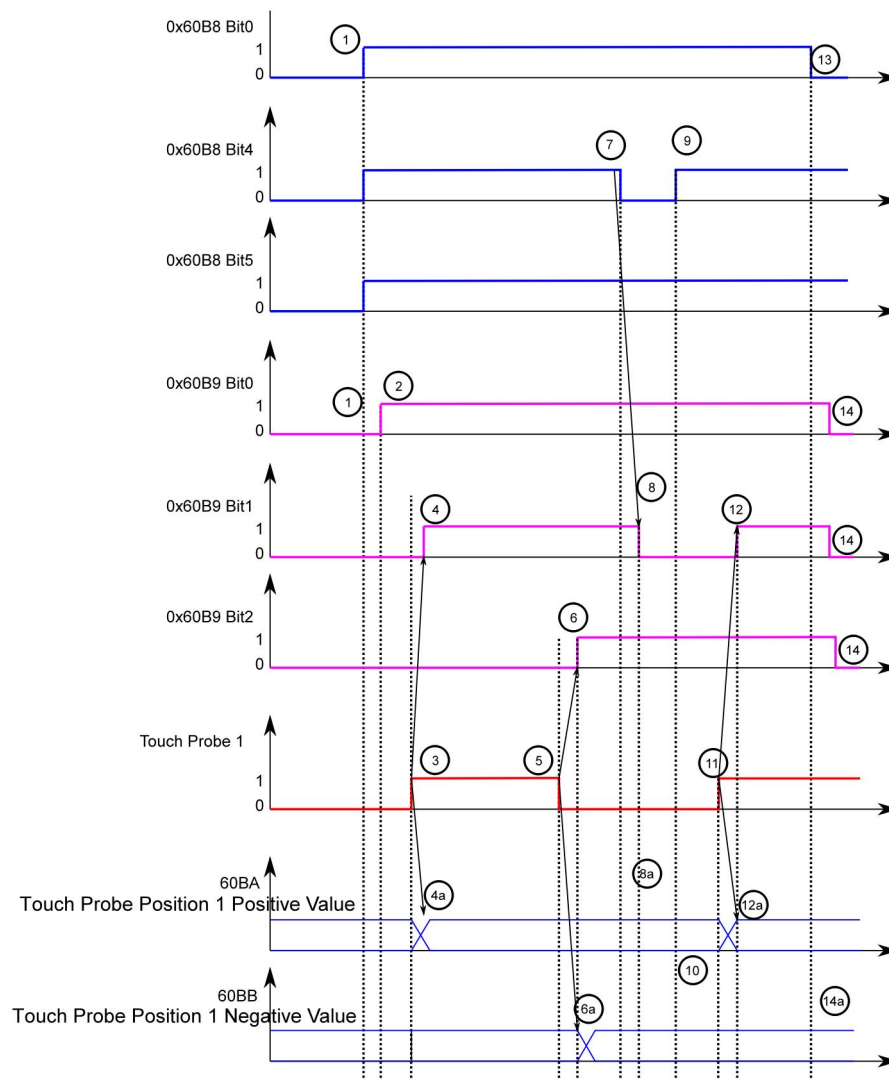 0x60B8 Bit0
1
1
0
13
0x60B8 Bit4
7
9
1
0
0x60B8 Bit5
1
0
0x60B9 Bit0
2
1
1
14
0
0x60B9 Bit1
4
8
12
1
14
0
0x60B9 Bit2
6
1
14
0
Touch Probe 1
3
5
11
1
0
60BA
8a
4a
Touch Probe Position 1 Positive Value
12a
60BB
10
6a
14a
Touch Probe Position 1 Negative Value